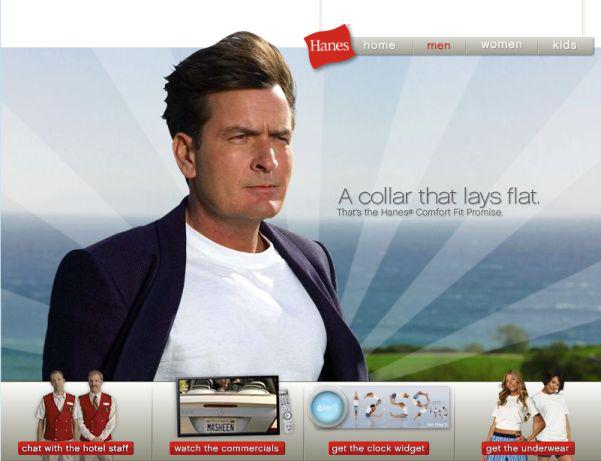 Hanes
home
men
women
kids
A collar that lays flat.
That's the Hanes® Comfort Fit Promise.
alert
12 59
MASHEEN
chat with the hotel staff
watch the commercials
get the clock widget
get the underwear